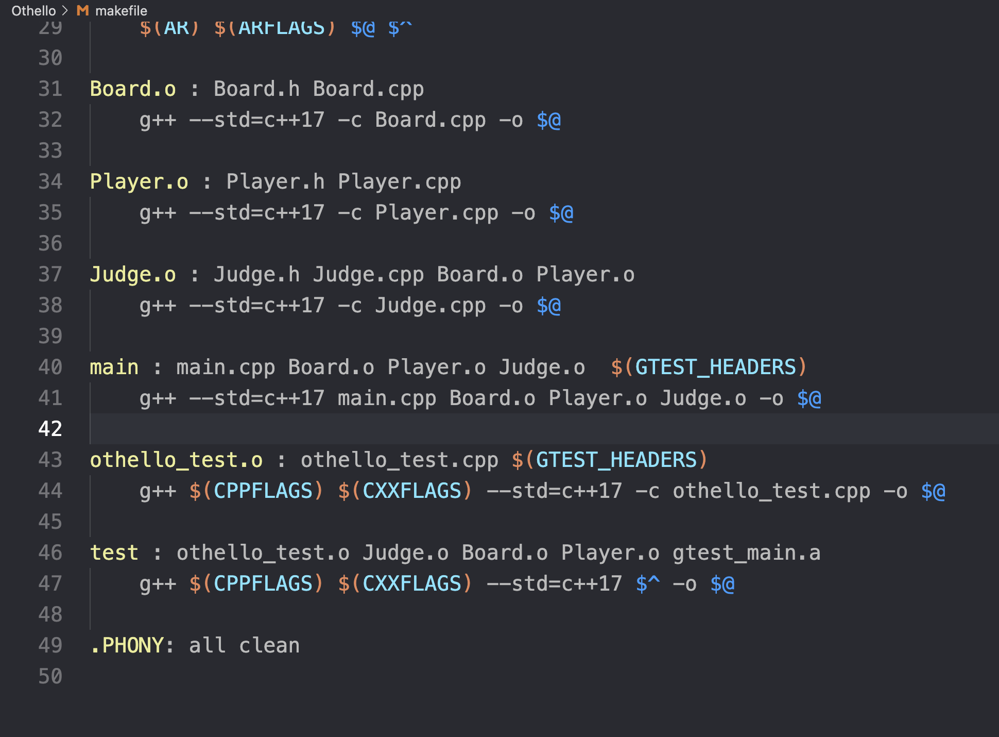 Othello > M makefile
29 $(AR) $(ARFLAGS) $@ $^
30
31 Board.o : Board.h Board.cpp
32 g++ --std=c++17 -c Board.cpp -o $@
33
34 Player.o : Player.h Player.cpp
35 g++ --std=c++17 -c Player.cpp -o $@
36
37 Judge.o : Judge.h Judge.cpp Board.o Player.o
38 g++ --std=c++17 -c Judge.cpp -o $@
39
40 main : main.cpp Board.o Player.o Judge.o  $(GTEST_HEADERS)
41 g++ --std=c++17 main.cpp Board.o Player.o Judge.o -o $@
42
43 othello_test.o : othello_test.cpp $(GTEST_HEADERS)
44 g++ $(CPPFLAGS) $(CXXFLAGS) --std=c++17 -c othello_test.cpp -o $@
45
46 test : othello_test.o Judge.o Board.o Player.o gtest_main.a
47 g++ $(CPPFLAGS) $(CXXFLAGS) --std=c++17 $^ -o $@
48
49 .PHONY: all clean
50